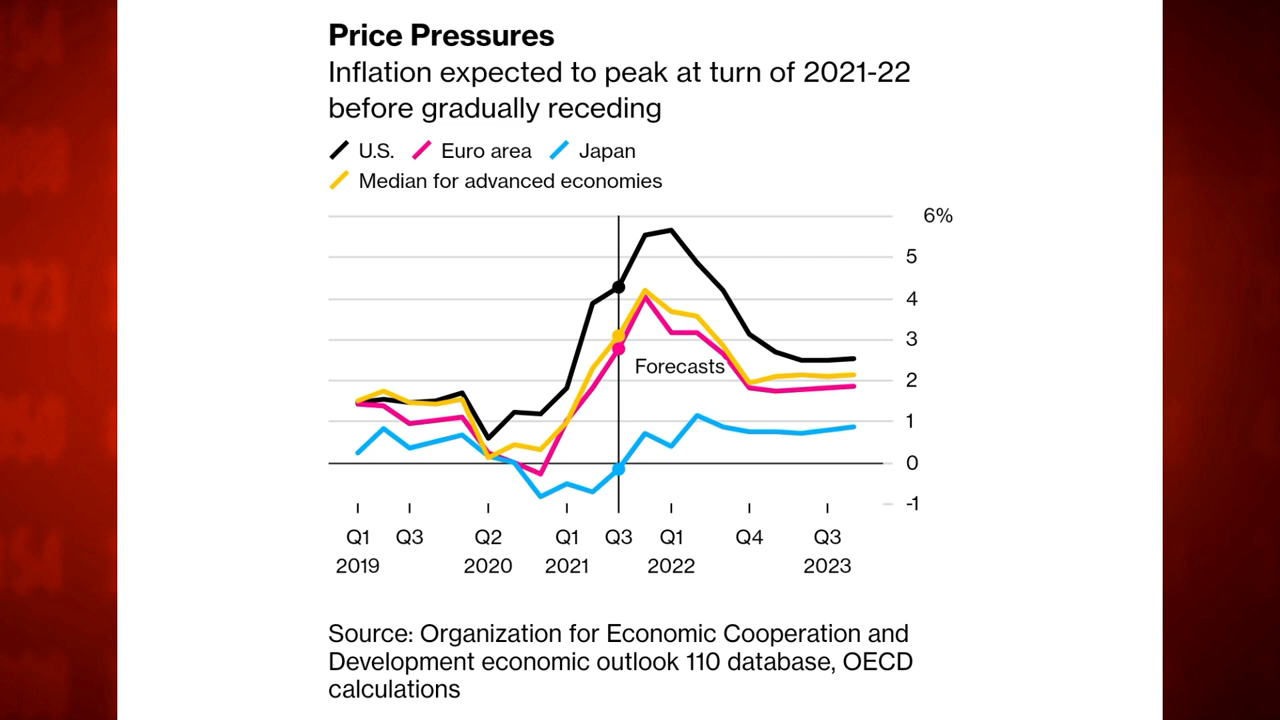 Price Pressures
Inflation expected to peak at turn of 2021-22
before gradually receding
U.S. Euro area Japan
Median for advanced economies
6%
5
4
3
Forecasts
2
1
0
-1
Q1 Q3 Q2 Q1 Q3 Q1 Q4 Q3
2019 2020 2021 2022 2023
Source: Organization for Economic Cooperation and
Development economic outlook 110 database, OECD
calculations